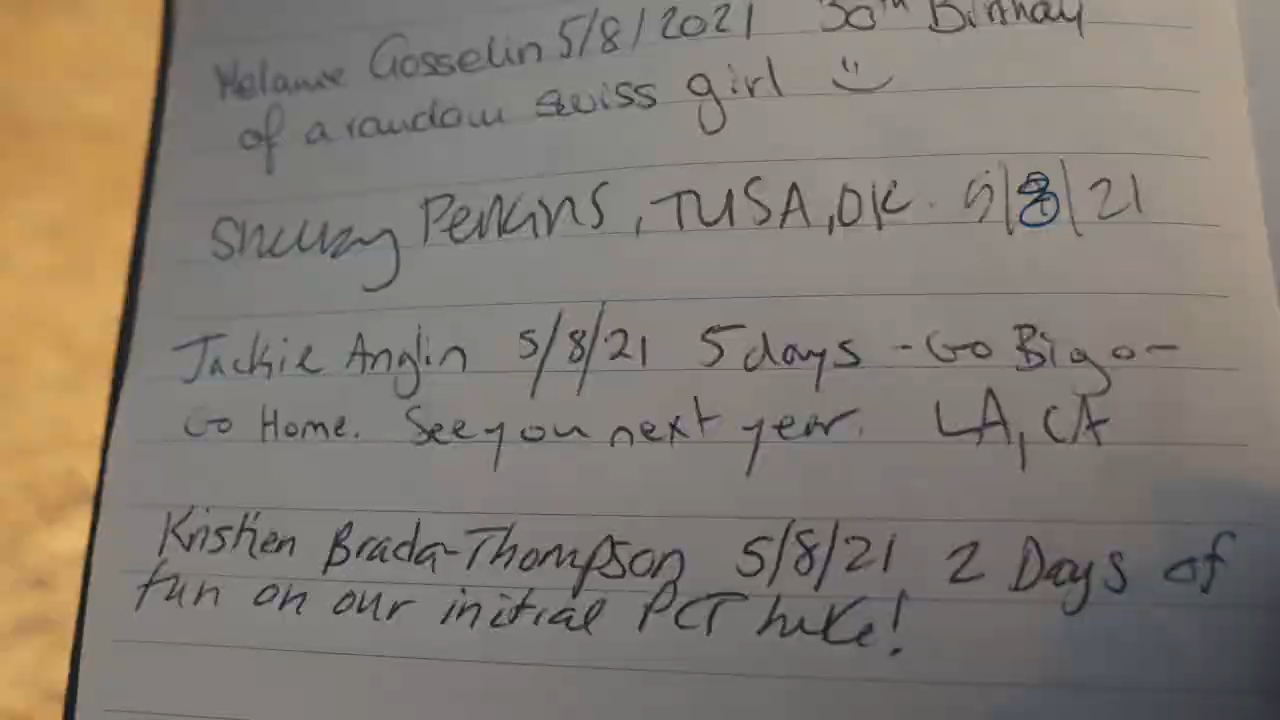 Melanie Gosselin 5/8/2021 30th Birthday
of a random swiss girl
Perkins, TUSA, OK. 5/8/21
Jackie Anglin 5/8/21 5 days - Go Big or
Go Home. See you next year. LA, CA
Kristien Brada-Thompson 5/8/21 2 Days of
fun on our initial PCT hike!